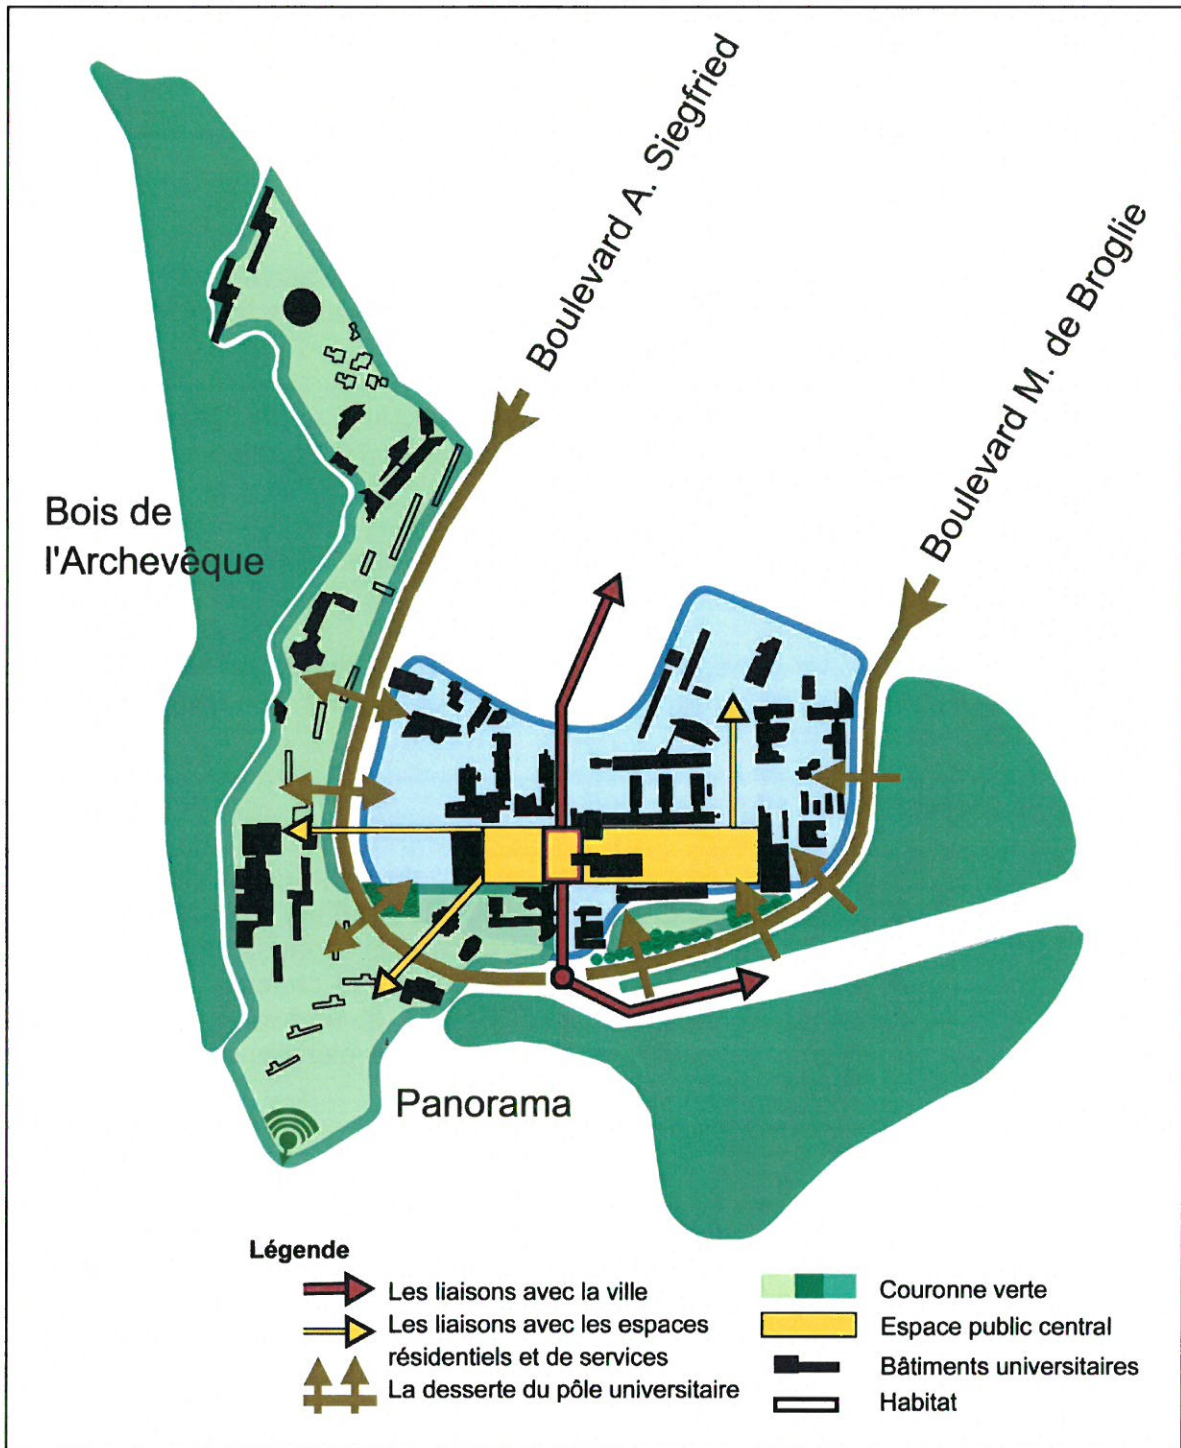 Boulevard A. Siegfried
Boulevard M. de Broglie
Bois de
l'Archevêque
Panorama
Légende
Les liaisons avec la ville
Les liaisons avec les espaces
résidentiels et de services
La desserte du pôle universitaire
Couronne verte
Espace public central
Bâtiments universitaires
Habitat